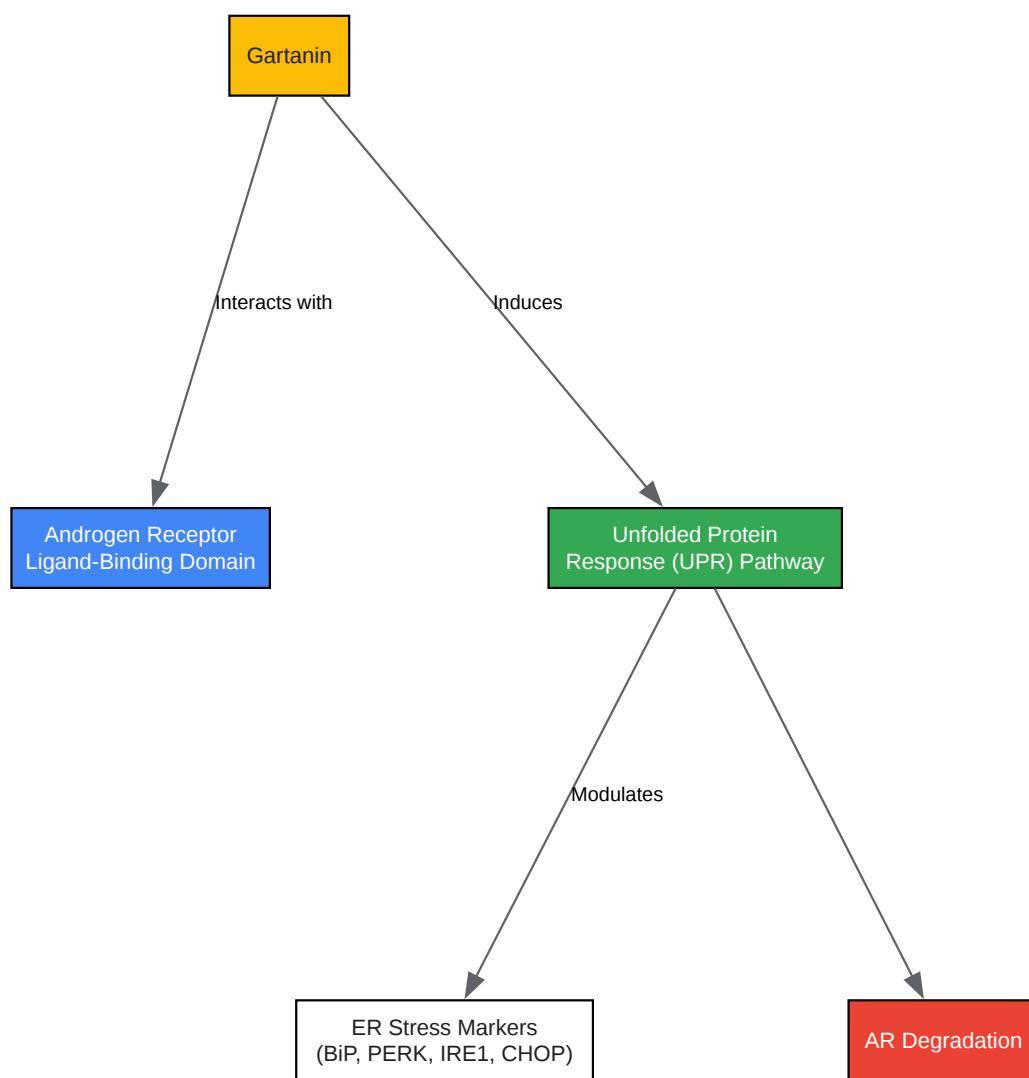 Gartanin
Interacts with
Induces
Androgen Receptor
Ligand-Binding Domain
Unfolded Protein
Response (UPR) Pathway
Modulates
ER Stress Markers
(BiP, PERK, IRE1, CHOP)
AR Degradation